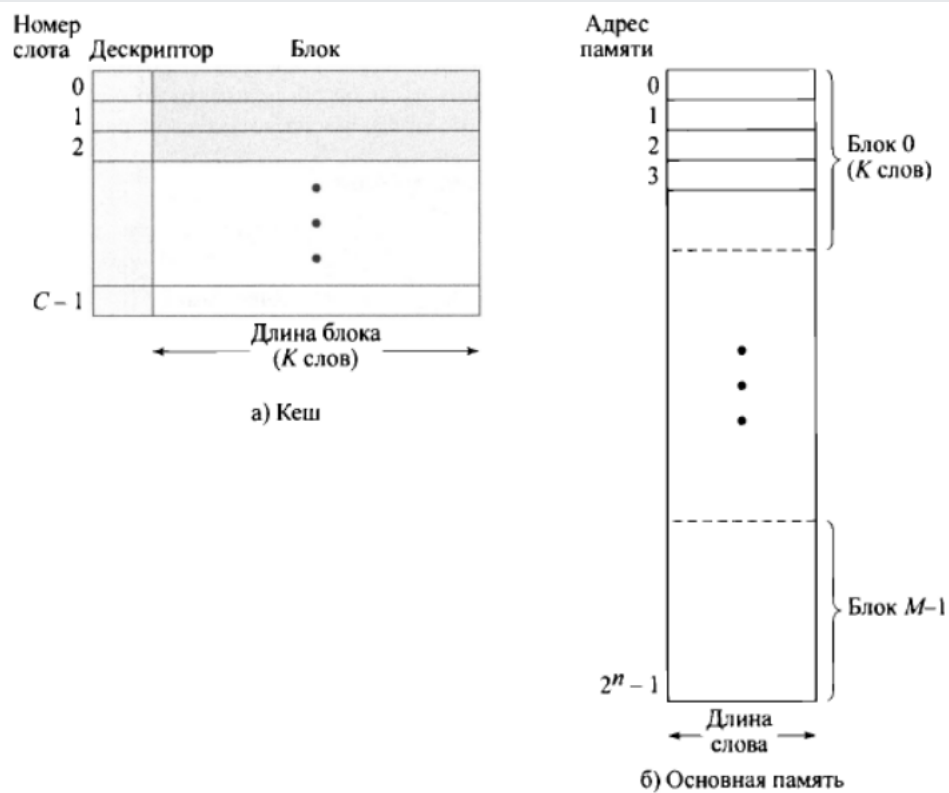 Номер
слота Дескриптор Блок
0
1
2
C – 1
Длина блока
(K слов)
а) Кеш
Адрес
памяти
0
1
2
3
Блок 0
(K слов)
Блок M–1
2ⁿ – 1
Длина
слова
б) Основная память